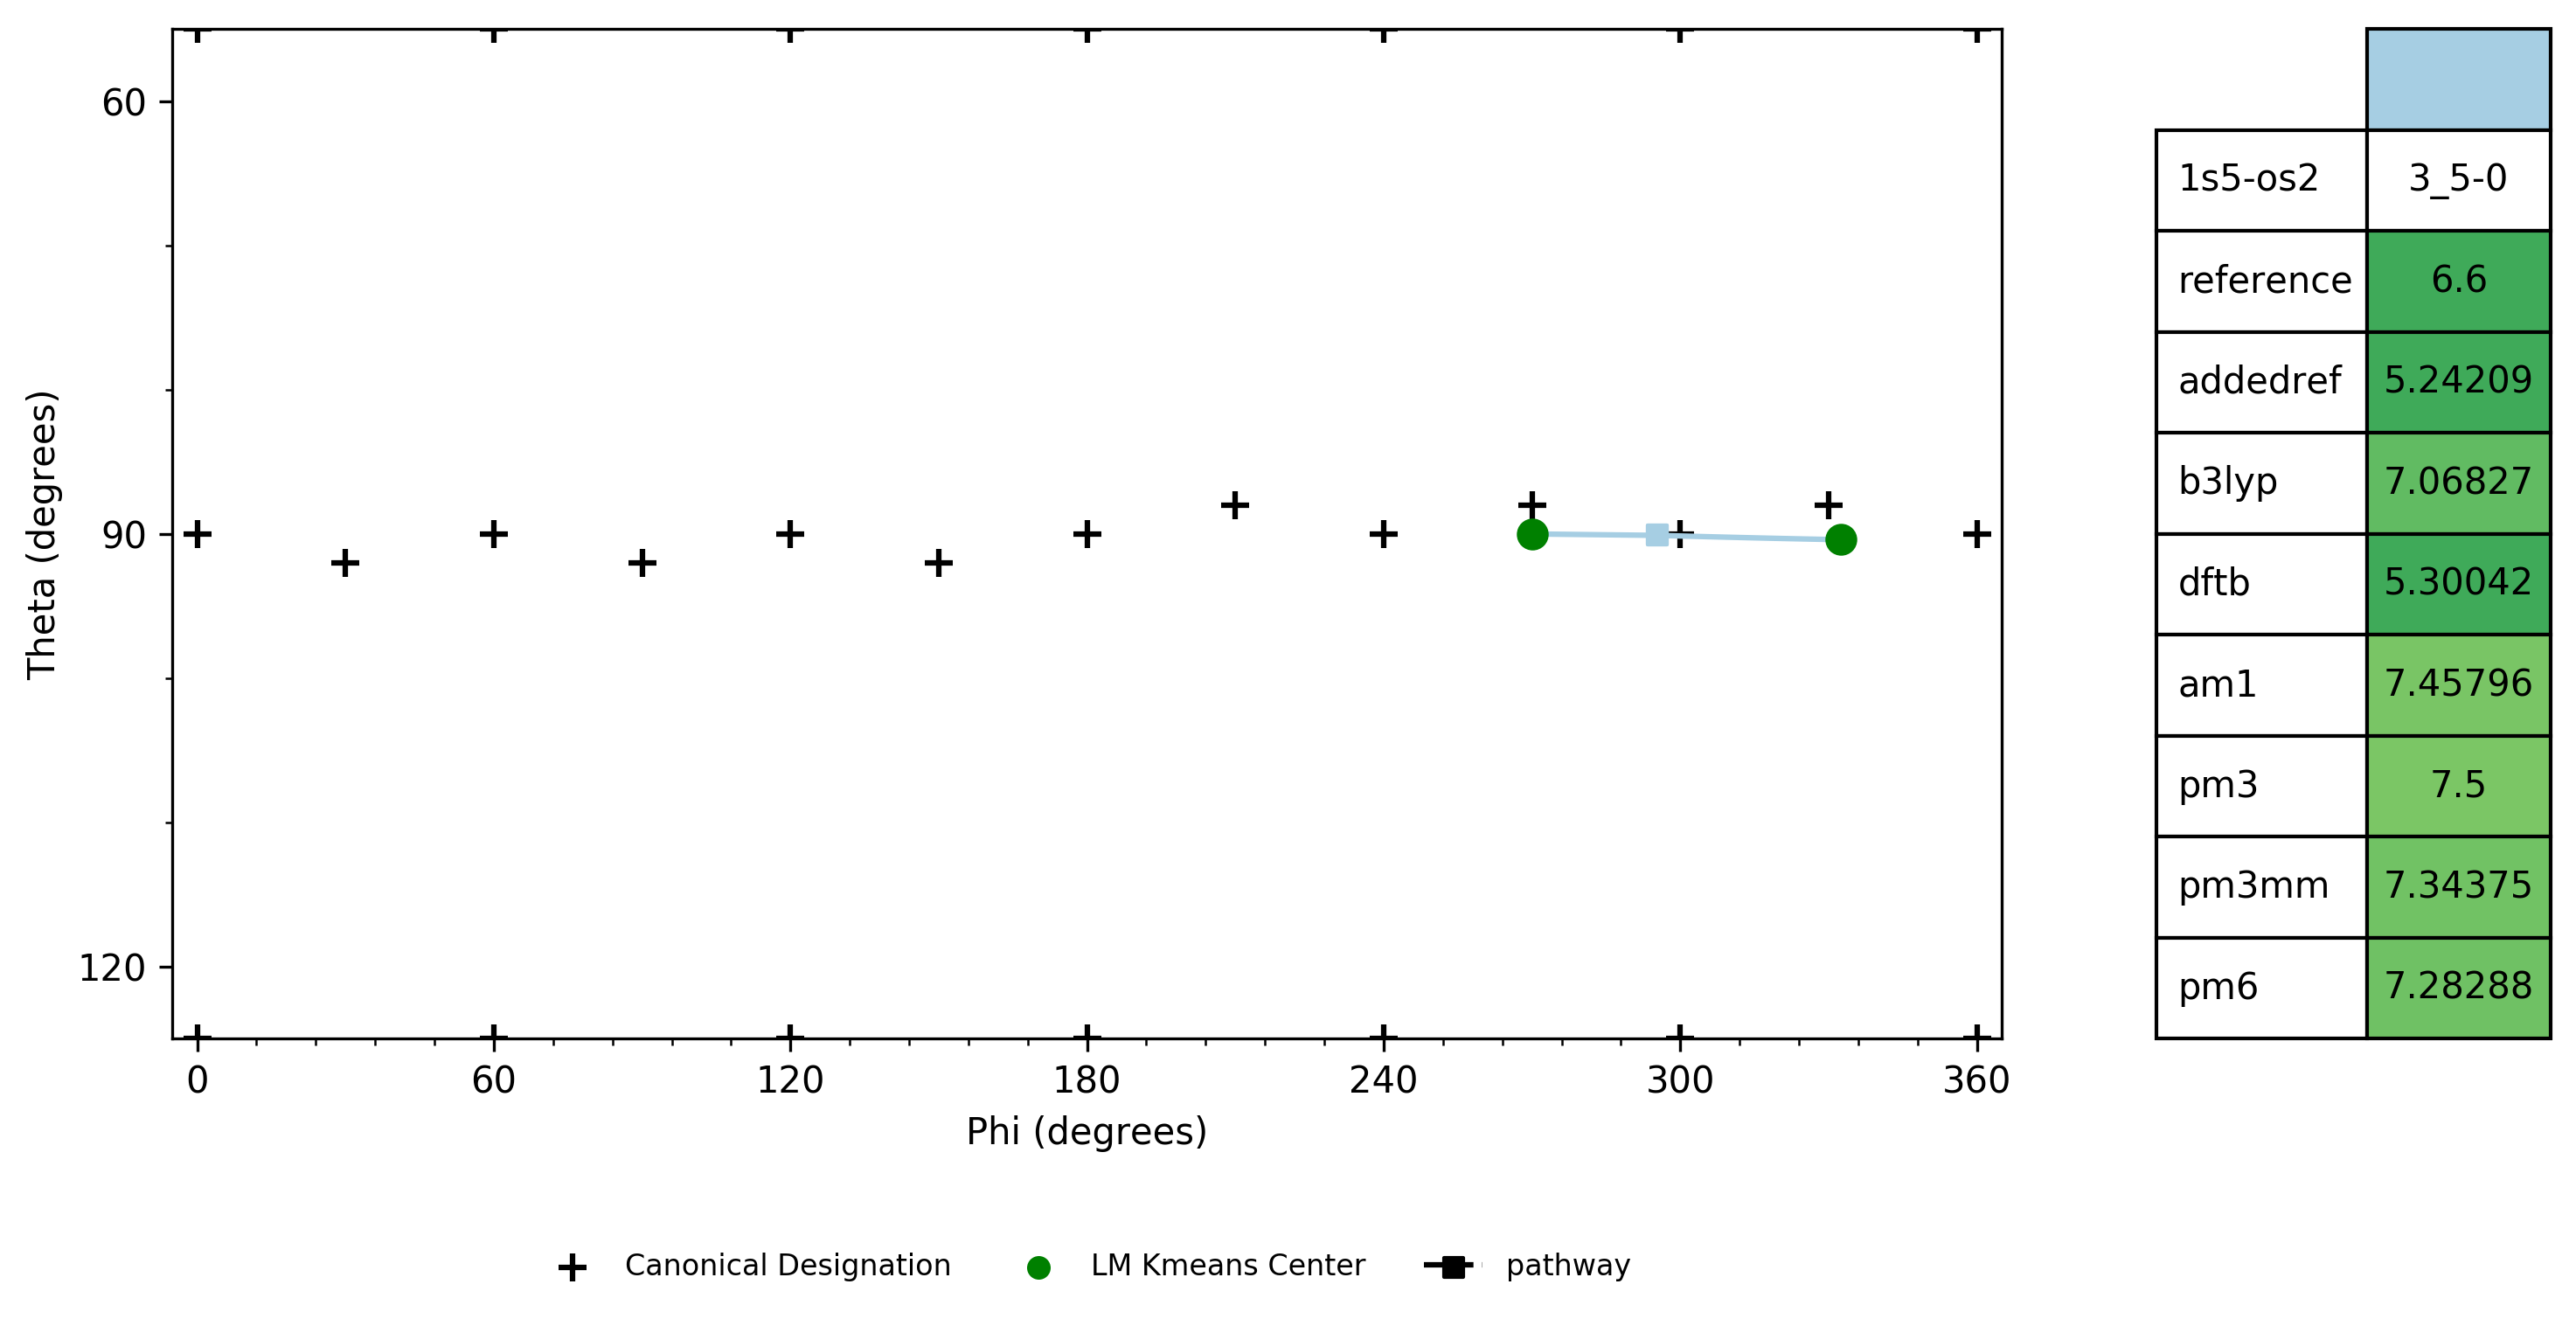 60
90
120
Theta (degrees)
0 60 120 180 240 300 360
Phi (degrees)
Canonical Designation LM Kmeans Center pathway
1s5-os2 3_5-0
reference 6.6
addedref 5.24209
b3lyp 7.06827
dftb 5.30042
am1 7.45796
pm3 7.5
pm3mm 7.34375
pm6 7.28288